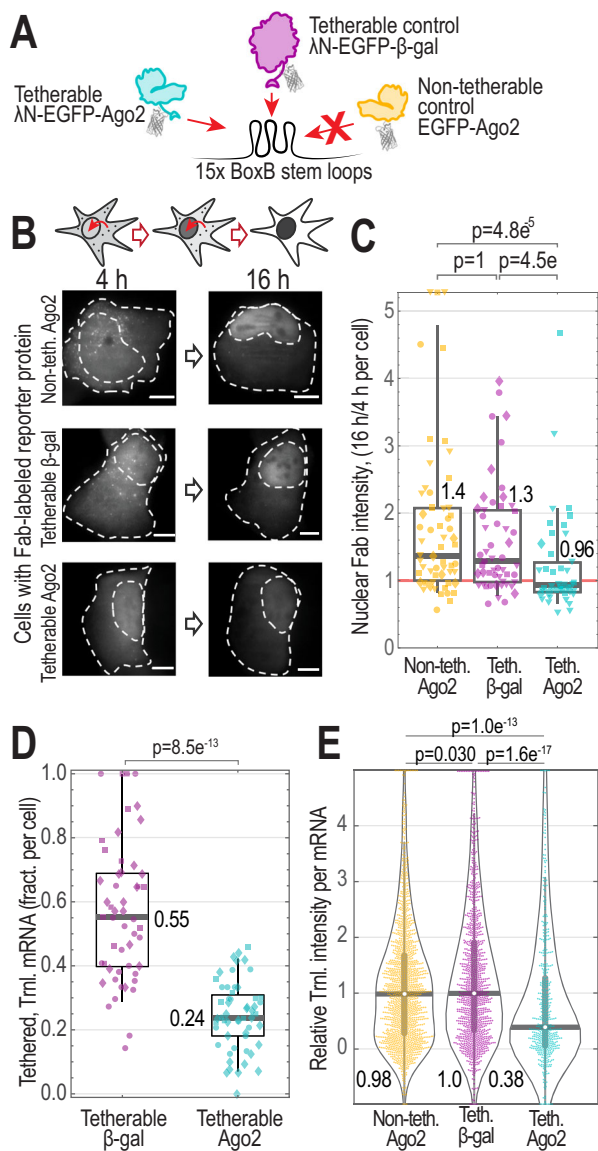 A
Tetherable control
λN-EGFP-β-gal
Tetherable
λN-EGFP-Ago2
Non-tetherable
control
EGFP-Ago2
X
15x BoxB stem loops
B
4 h
16 h
Cells with Fab-labeled reporter protein
Non-teth. Ago2
Tetherable β-gal
Tetherable Ago2
C
p=4.8e⁵
p=1
p=4.5e
Nuclear Fab intensity, (16 h/4 h per cell)
5
4
3
2
1
0
1.4
1.3
0.96
Non-teth.
Ago2
Teth.
β-gal
Teth.
Ago2
D
p=8.5e⁻¹³
Tethered, Trnl. mRNA (fract. per cell)
1.0
0.8
0.6
0.4
0.2
0.0
0.55
0.24
Tetherable
β-gal
Tetherable
Ago2
E
p=1.0e⁻¹³
p=0.030
p=1.6e⁻¹⁷
Relative Trnl. intensity per mRNA
4
3
2
1
0
0.98
1.0
0.38
Non-teth.
Ago2
Teth.
β-gal
Teth.
Ago2